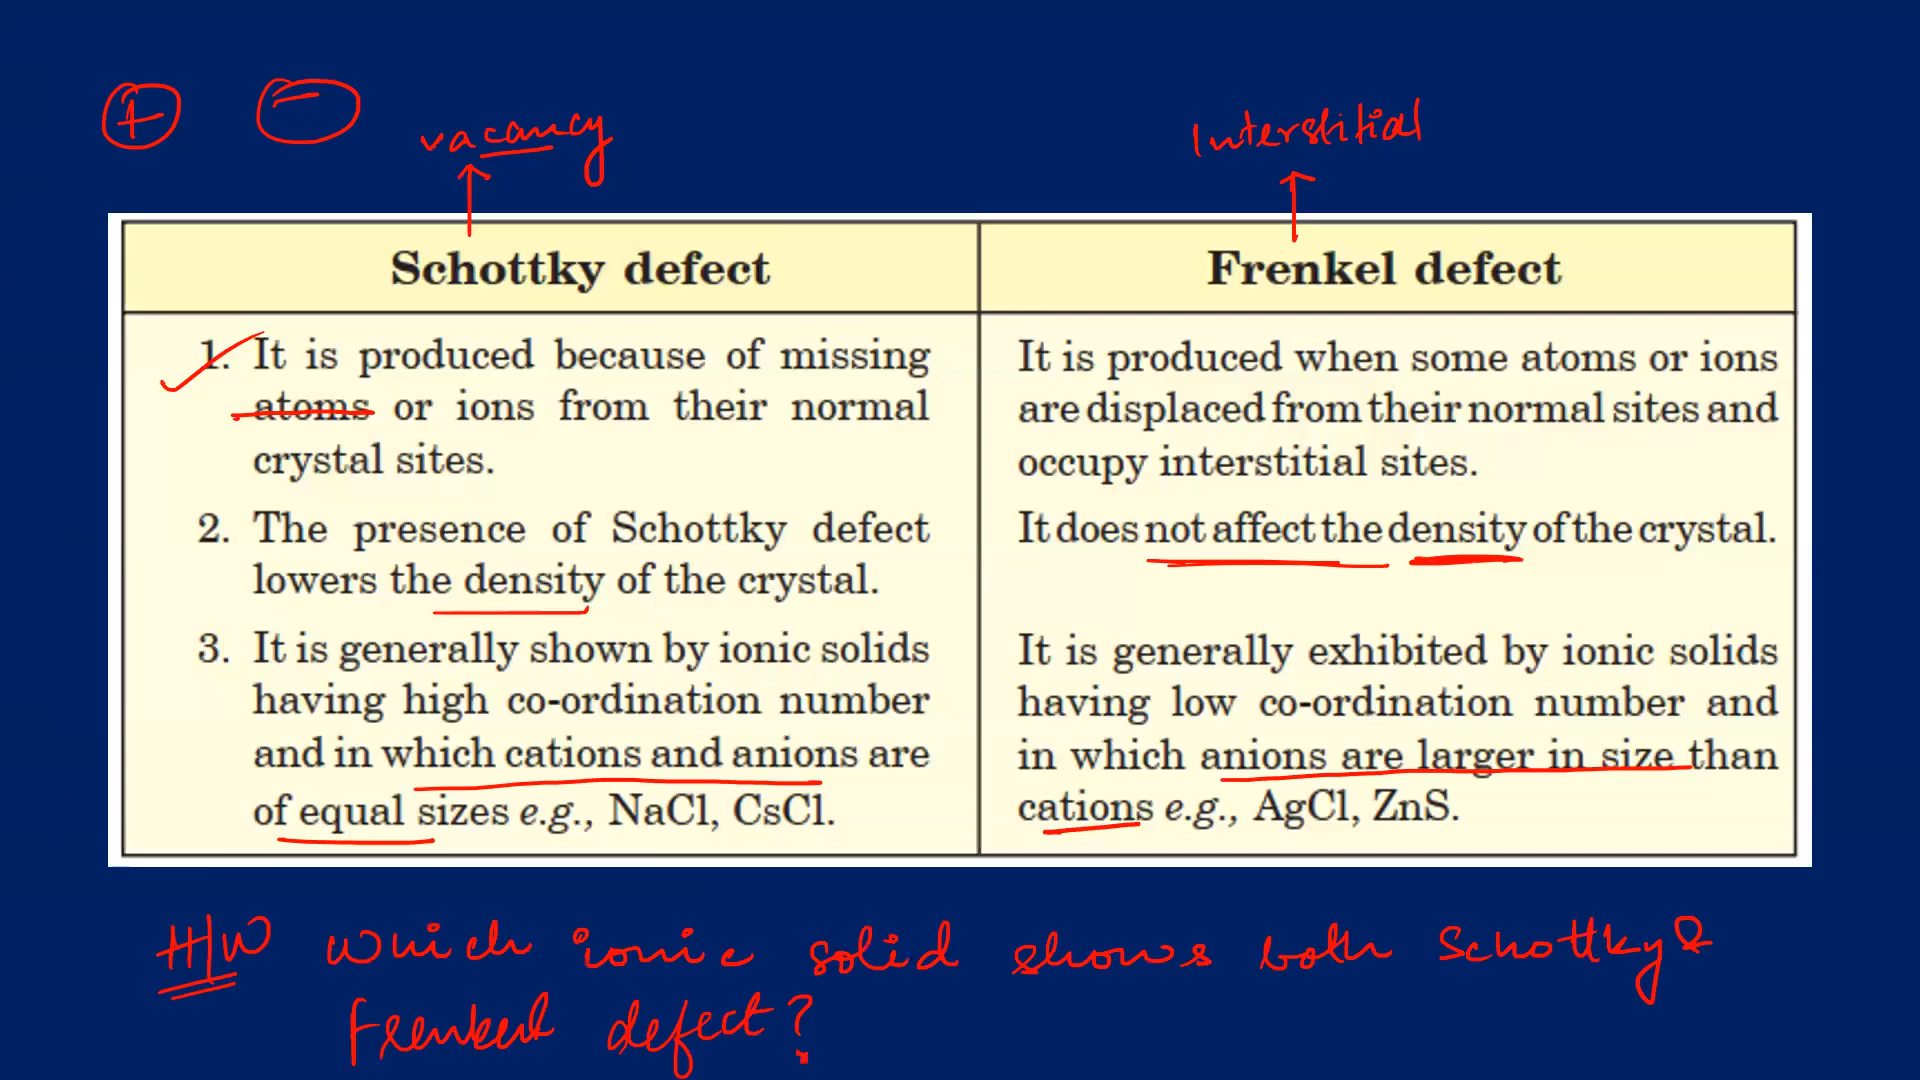 + −
vacancy
Interstitial
Schottky defect
Frenkel defect
1. It is produced because of missing
atoms or ions from their normal
crystal sites.
It is produced when some atoms or ions
are displaced from their normal sites and
occupy interstitial sites.
2. The presence of Schottky defect
lowers the density of the crystal.
It does not affect the density of the crystal.
3. It is generally shown by ionic solids
having high co-ordination number
and in which cations and anions are
of equal sizes e.g., NaCl, CsCl.
It is generally exhibited by ionic solids
having low co-ordination number and
in which anions are larger in size than
cations e.g., AgCl, ZnS.
H/W which ionic solid shows both Schottky &
Frenkel defect?